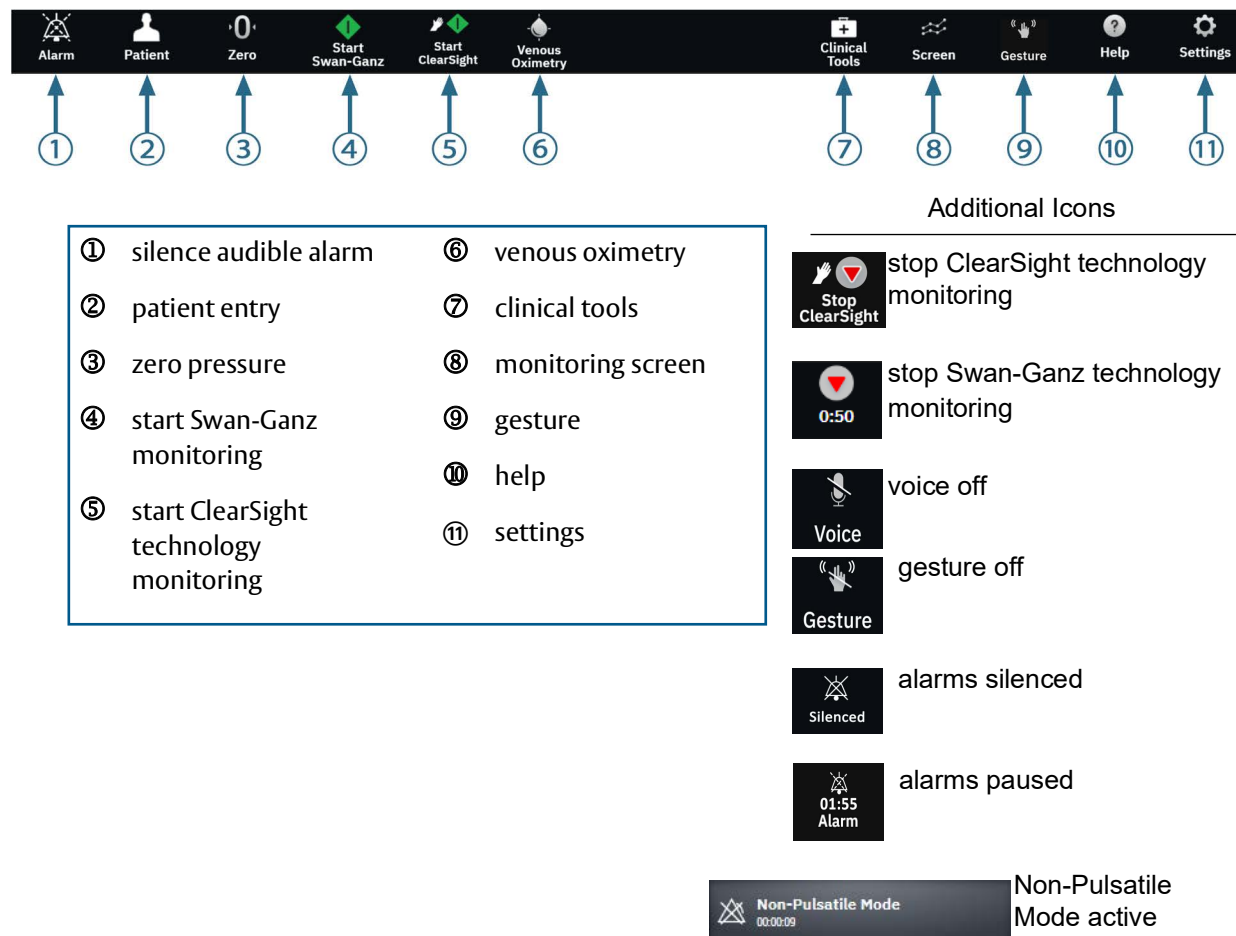 Alarm
Patient
0
Zero
Start
Swan-Ganz
Start
ClearSight
Venous
Oximetry
Clinical
Tools
Screen
Gesture
?
Help
Settings
① ② ③ ④ ⑤ ⑥ ⑦ ⑧ ⑨ ⑩ ⑪
① silence audible alarm
② patient entry
③ zero pressure
④ start Swan-Ganz
monitoring
⑤ start ClearSight
technology
monitoring
⑥ venous oximetry
⑦ clinical tools
⑧ monitoring screen
⑨ gesture
⑩ help
⑪ settings
Additional Icons
Stop
ClearSight
stop ClearSight technology
monitoring
0:50
stop Swan-Ganz technology
monitoring
Voice
voice off
Gesture
gesture off
Silenced
alarms silenced
01:55
Alarm
alarms paused
Non-Pulsatile Mode
00:00:09
Non-Pulsatile
Mode active